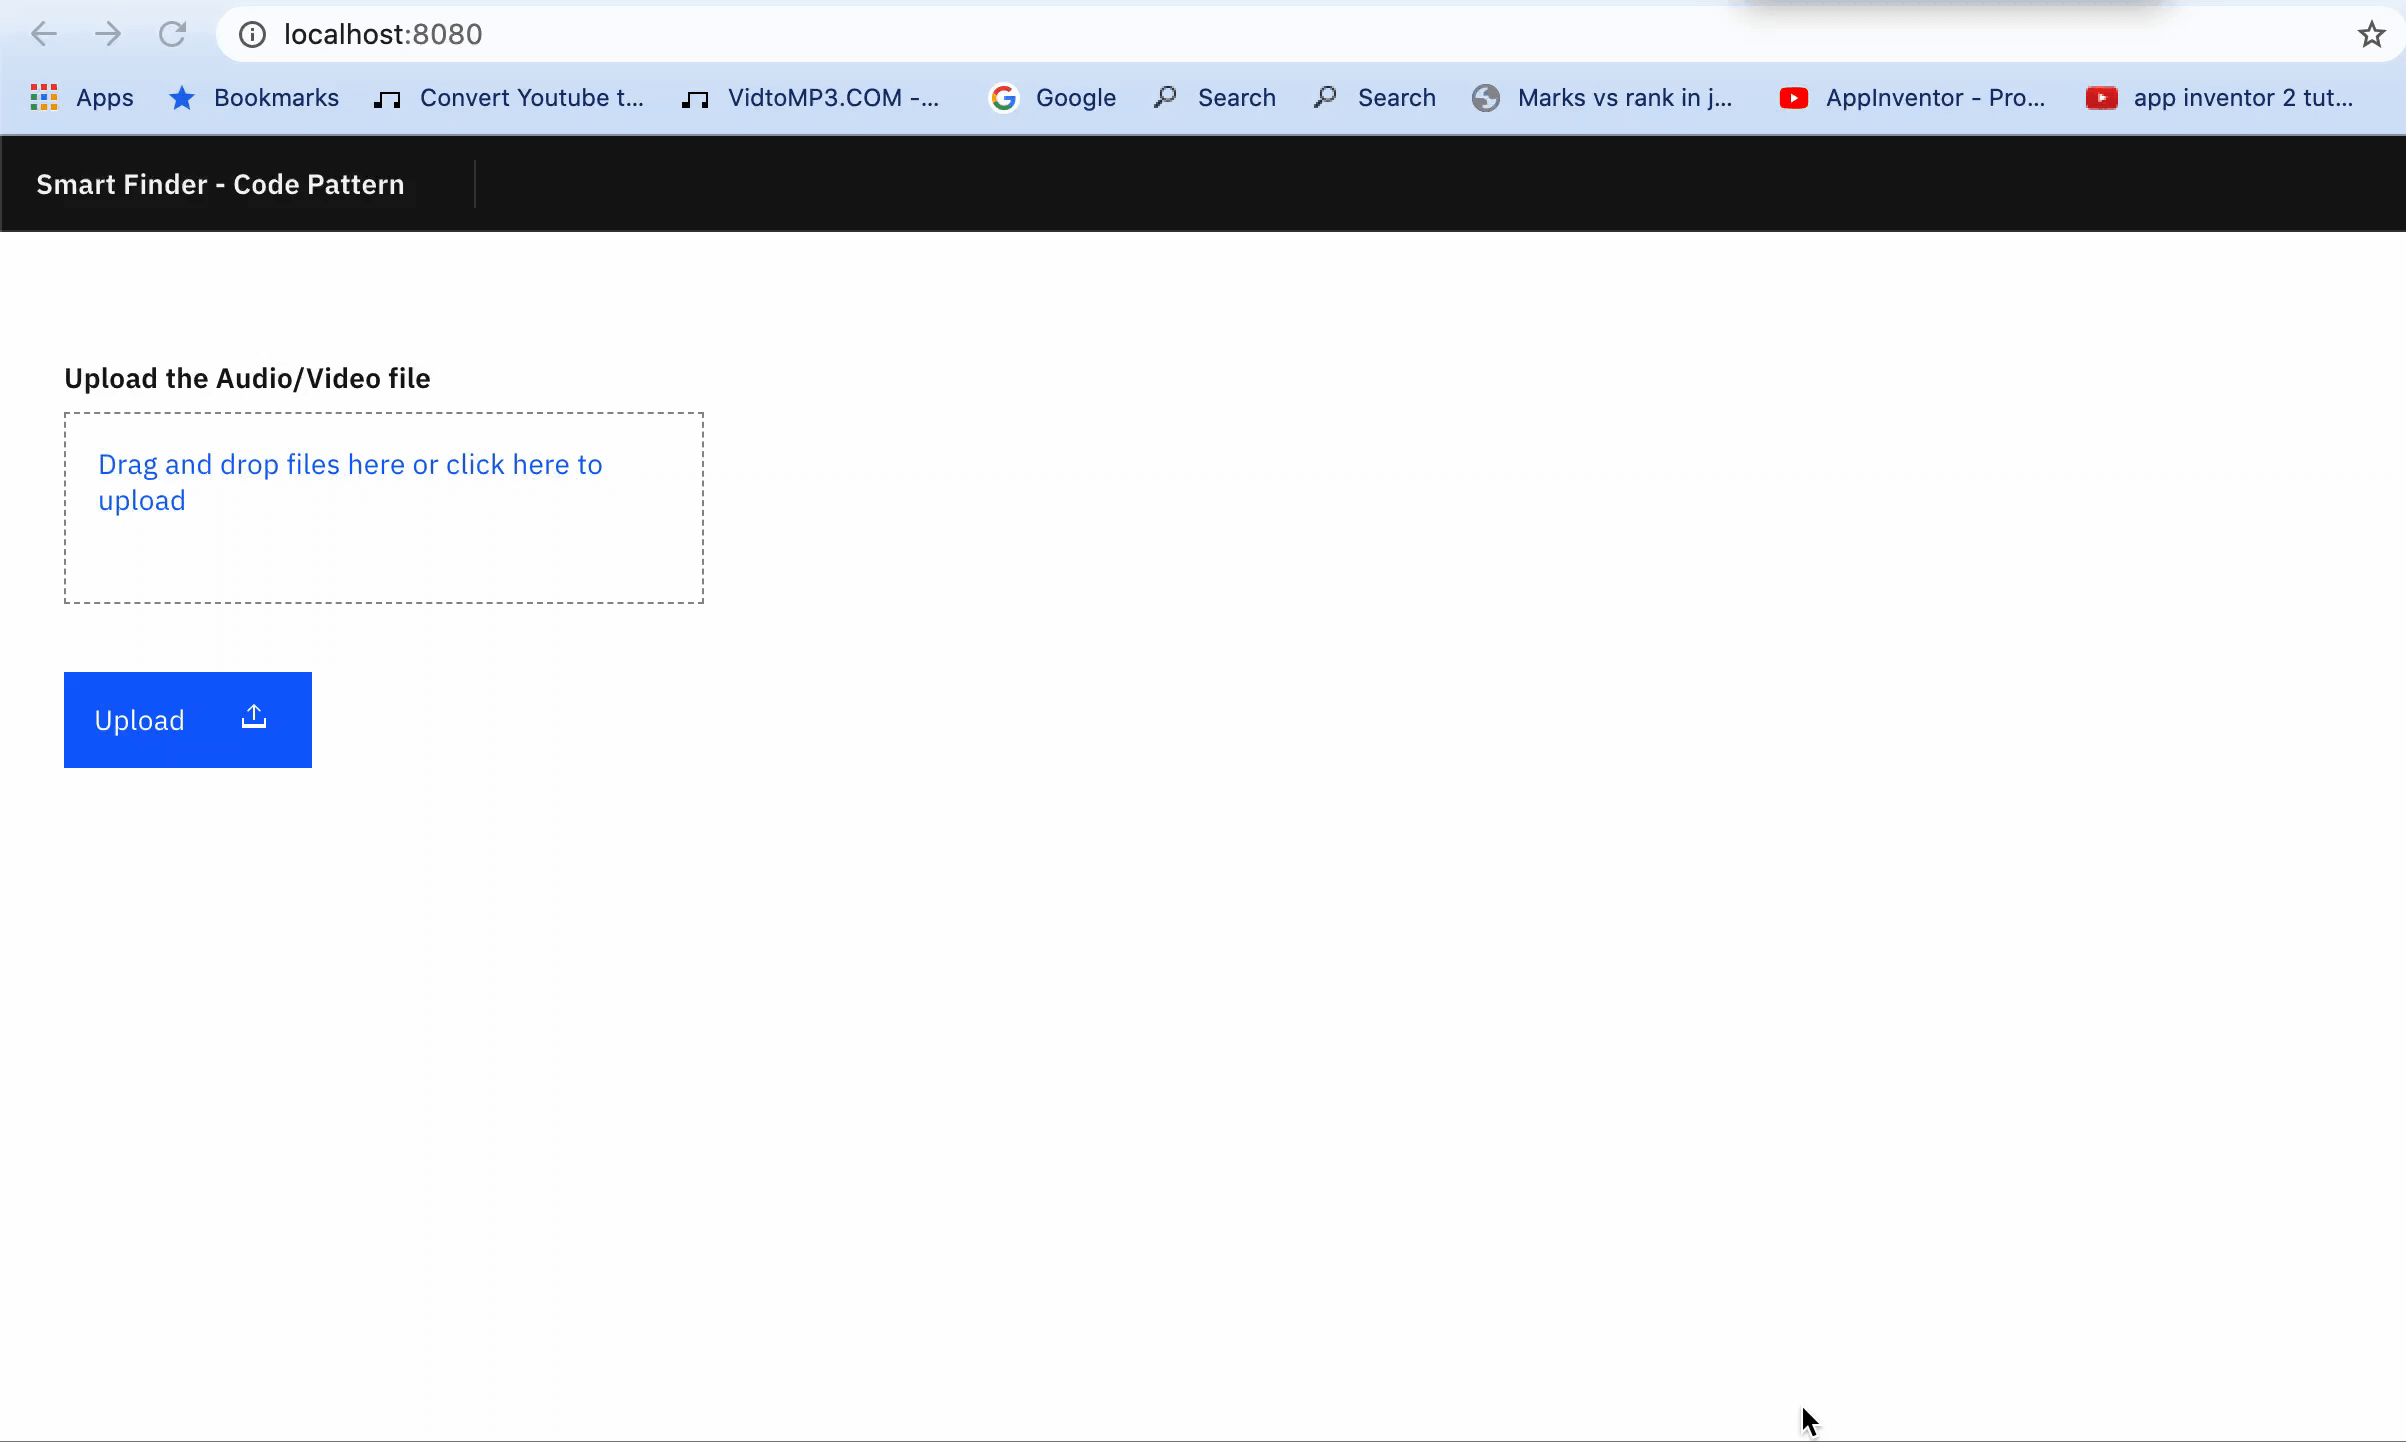 localhost:8080
Apps Bookmarks Convert Youtube t... VidtoMP3.COM -... Google Search Search Marks vs rank in j... AppInventor - Pro... app inventor 2 tut...
Smart Finder - Code Pattern
Upload the Audio/Video file
Drag and drop files here or click here to
upload
Upload